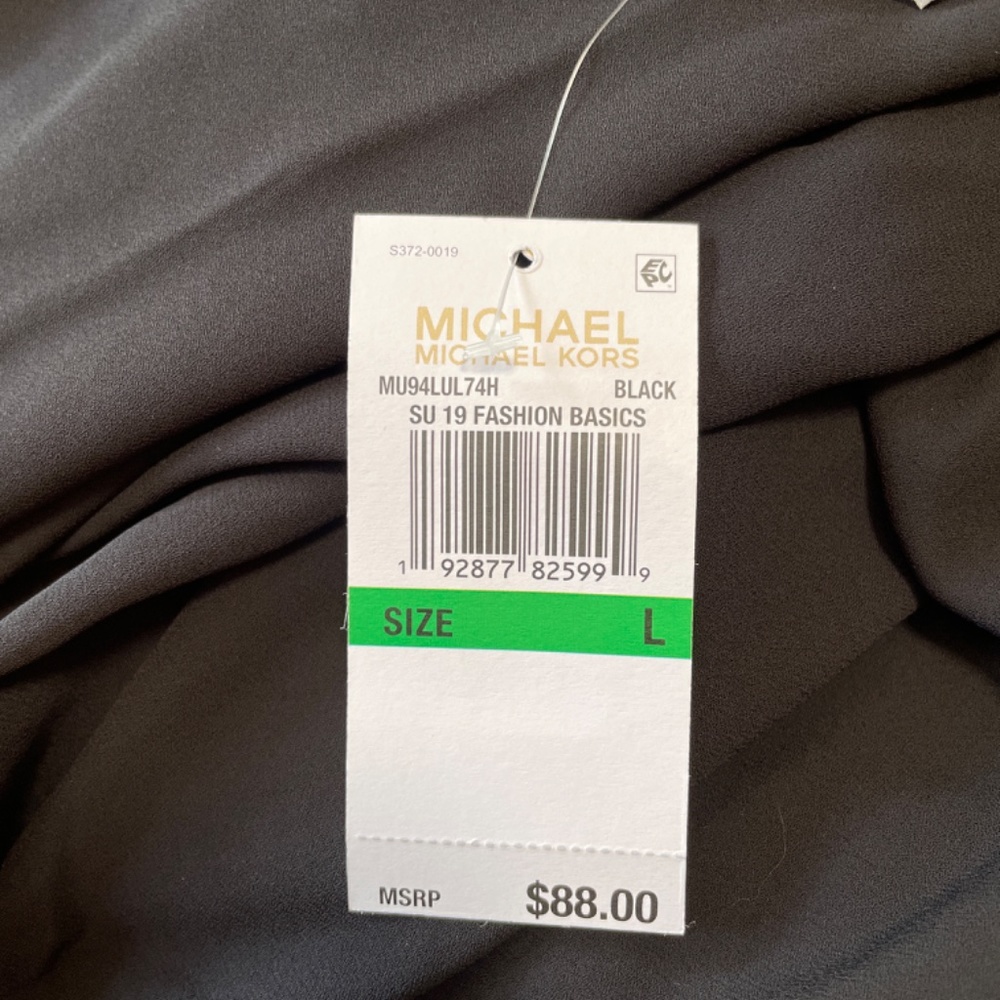 S372-0019
EPC
MICHAEL
MICHAEL KORS
MU94LUL74H BLACK
SU 19 FASHION BASICS
1 92877 82599 9
SIZE L
MSRP $88.00